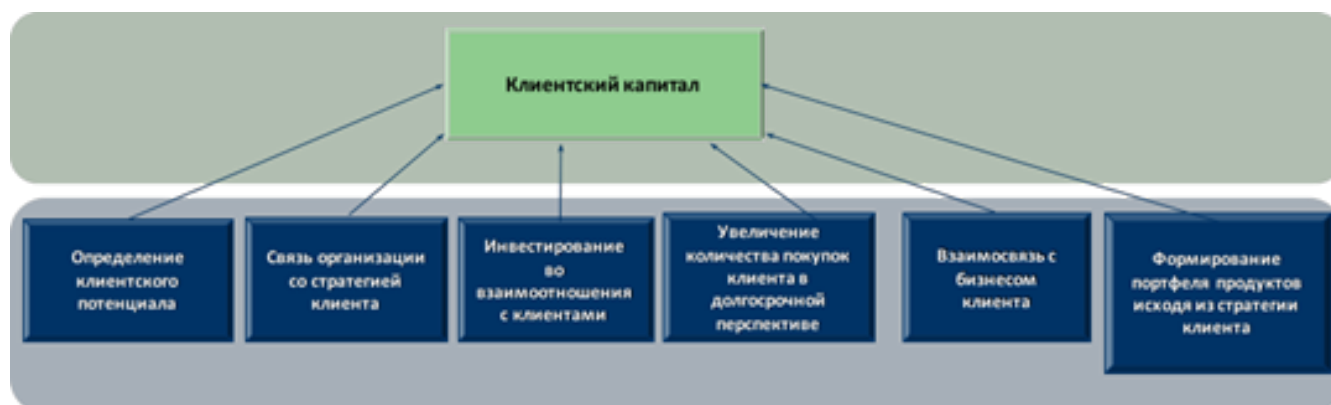 Клиентский капитал
Определение
клиентского
потенциала
Связь организации
со стратегией
клиента
Инвестирование
во
взаимоотношения
с клиентами
Увеличение
количества покупок
клиента в
долгосрочной
перспективе
Взаимосвязь с
бизнесом
клиента
Формирование
портфеля продуктов
исходя из стратегии
клиента